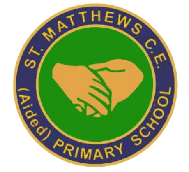 ST. MATTHEWS C.E.
(Aided) PRIMARY SCHOOL